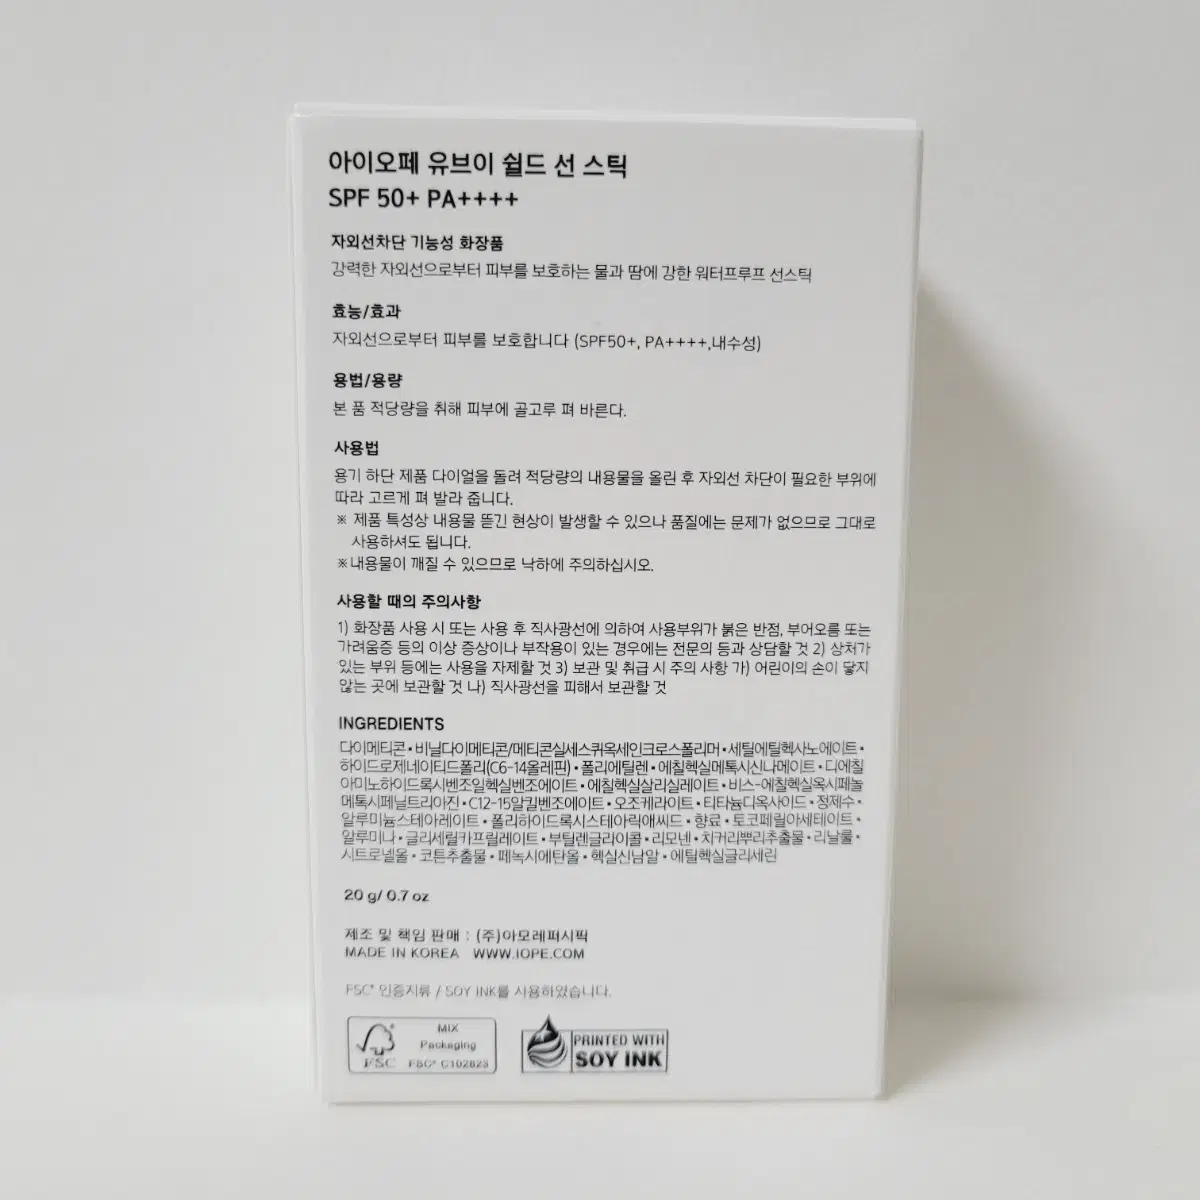 아이오페 유브이 쉴드 선 스틱
SPF 50+ PA++++
자외선차단 기능성 화장품
강력한 자외선으로부터 피부를 보호하는 물과 땀에 강한 워터프루프 선스틱
효능/효과
자외선으로부터 피부를 보호합니다 (SPF50+, PA++++,내수성)
용법/용량
본 품 적당량을 취해 피부에 골고루 펴 바른다.
사용법
용기 하단 제품 다이얼을 돌려 적당량의 내용물을 올린 후 자외선 차단이 필요한 부위에
따라 고르게 펴 발라 줍니다.
※ 제품 특성상 내용물 뜯긴 현상이 발생할 수 있으나 품질에는 문제가 없으므로 그대로
사용하셔도 됩니다.
※내용물이 깨질 수 있으므로 낙하에 주의하십시오.
사용할 때의 주의사항
1) 화장품 사용 시 또는 사용 후 직사광선에 의하여 사용부위가 붉은 반점, 부어오름 또는
가려움증 등의 이상 증상이나 부작용이 있는 경우에는 전문의 등과 상담할 것 2) 상처가
있는 부위 등에는 사용을 자제할 것 3) 보관 및 취급 시 주의 사항 가) 어린이의 손이 닿지
않는 곳에 보관할 것 나) 직사광선을 피해서 보관할 것
INGREDIENTS
다이메티콘•비닐다이메티콘/메티콘실세스퀴옥세인크로스폴리머•세틸에틸헥사노에이트•
하이드로제네이티드폴리(C6-14올레핀)•폴리에틸렌•에칠헥실메톡시신나메이트•디에칠
아미노하이드록시벤조일헥실벤조에이트•에칠헥실살리실레이트•비스-에칠헥실옥시페놀
메톡시페닐트리아진•C12-15알킬벤조에이트•오조케라이트•티타늄디옥사이드•정제수•
알루미늄스테아레이트•폴리하이드록시스테아릭애씨드•향료•토코페릴아세테이트•
알루미나•글리세릴카프릴레이트•부틸렌글라이콜•리모넨•치커리뿌리추출물•리날룰•
시트로넬올•코튼추출물•페녹시에탄올•헥실신남알•에틸헥실글리세린
20 g/ 0.7 oz
제조 및 책임 판매 : (주)아모레퍼시픽
MADE IN KOREA WWW.IOPE.COM
FSC® 인증지류 / SOY INK를 사용하였습니다.
MIX
Packaging
FSC FSC® C102823
PRINTED WITH
SOY INK